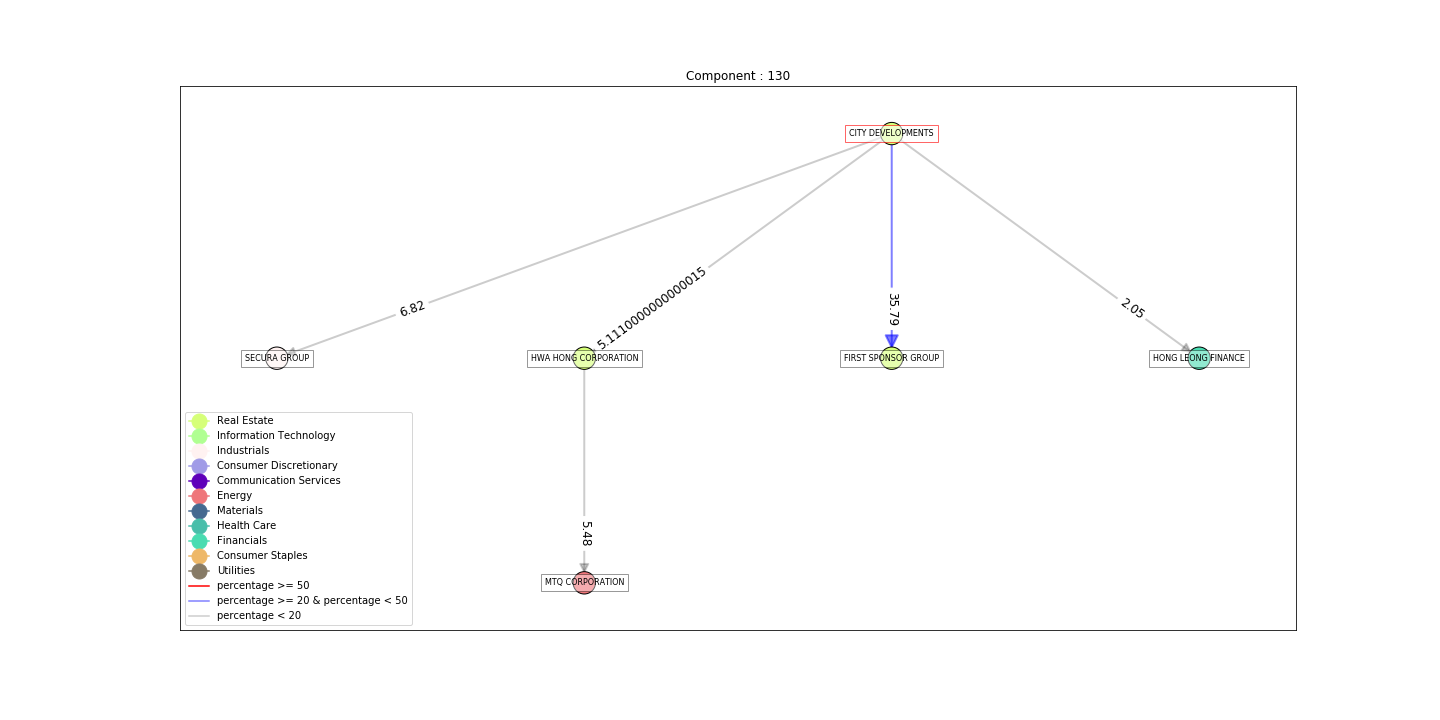 Component : 130
CITY DEVELOPMENTS
6.82
5.1110000000000015
35.79
2.05
SECURA GROUP
HWA HONG CORPORATION
FIRST SPONSOR GROUP
HONG LEONG FINANCE
5.48
MTQ CORPORATION
Real Estate
Information Technology
Industrials
Consumer Discretionary
Communication Services
Energy
Materials
Health Care
Financials
Consumer Staples
Utilities
percentage >= 50
percentage >= 20 & percentage < 50
percentage < 20